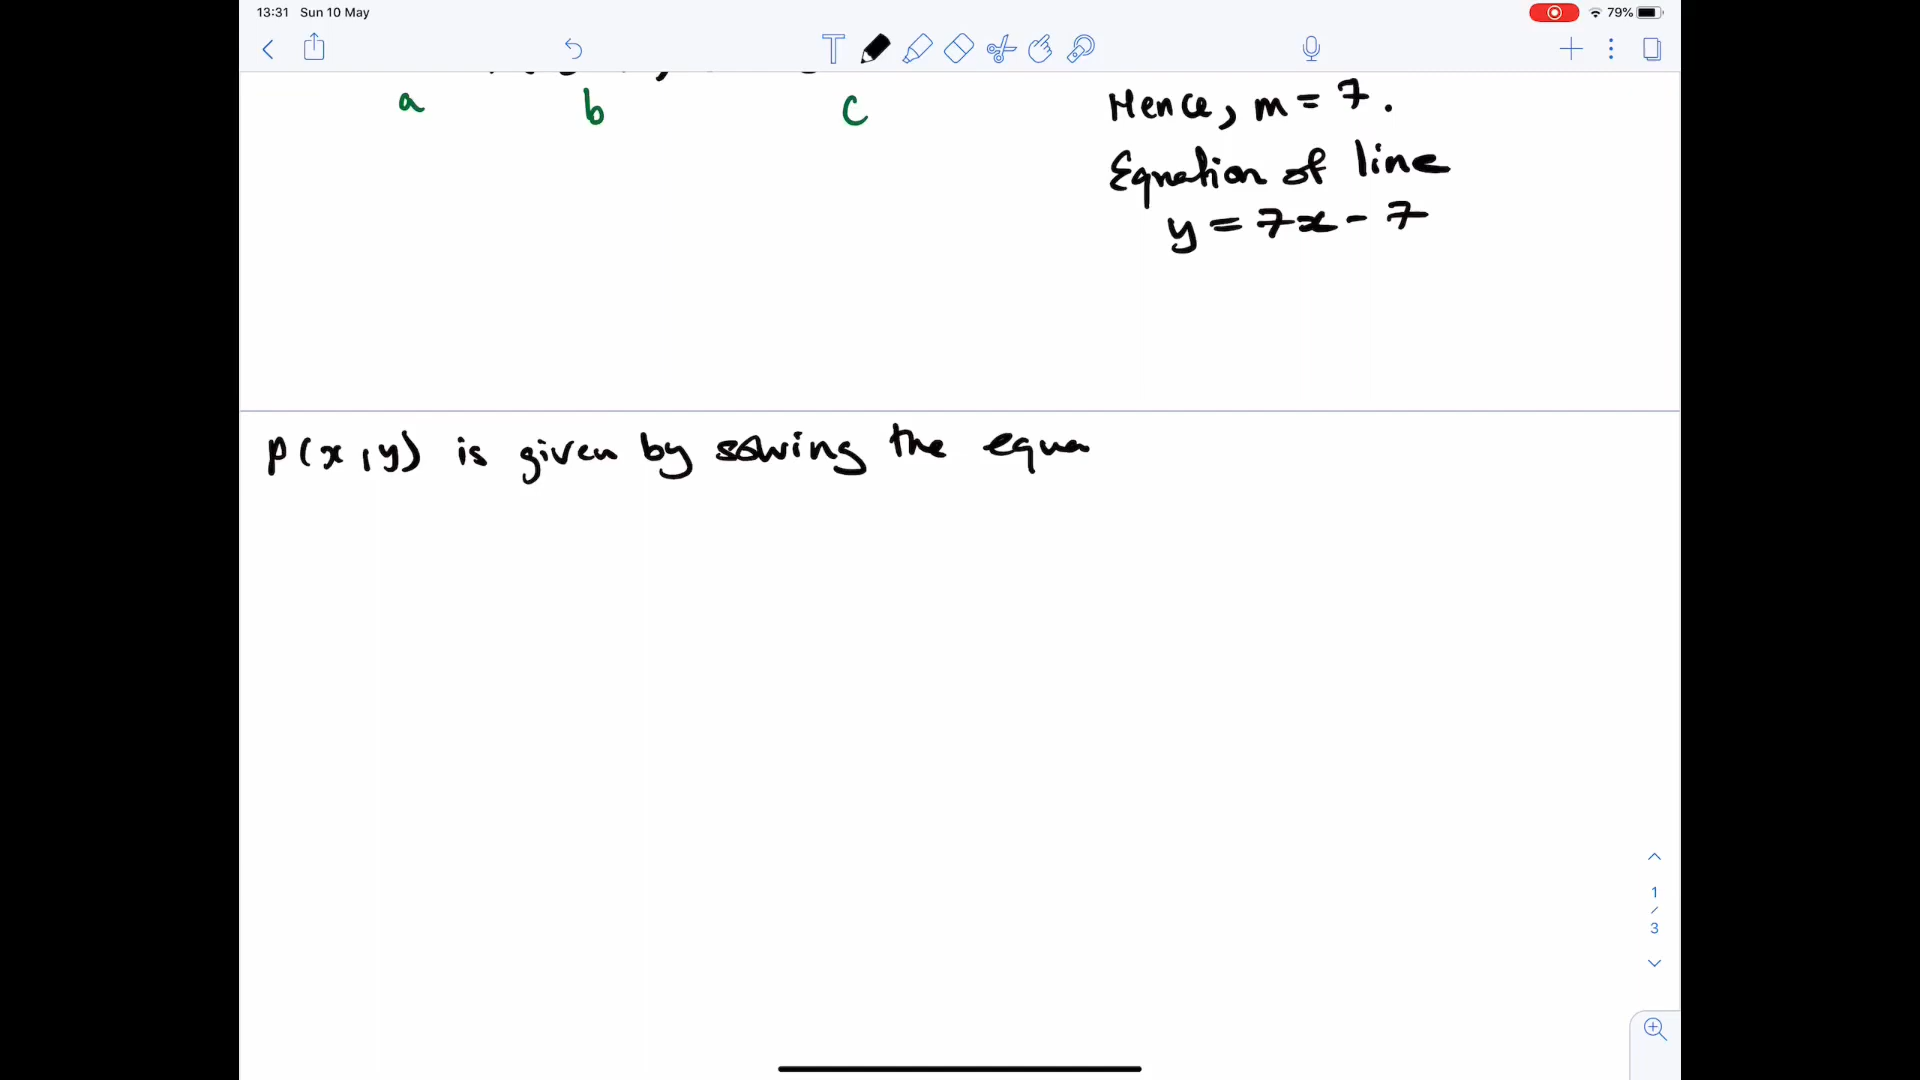 13:31 Sun 10 May
79%
a b c
Hence, m = 7.
Equation of line
y = 7x - 7
P(x,y) is given by solving the equa
1
/
3